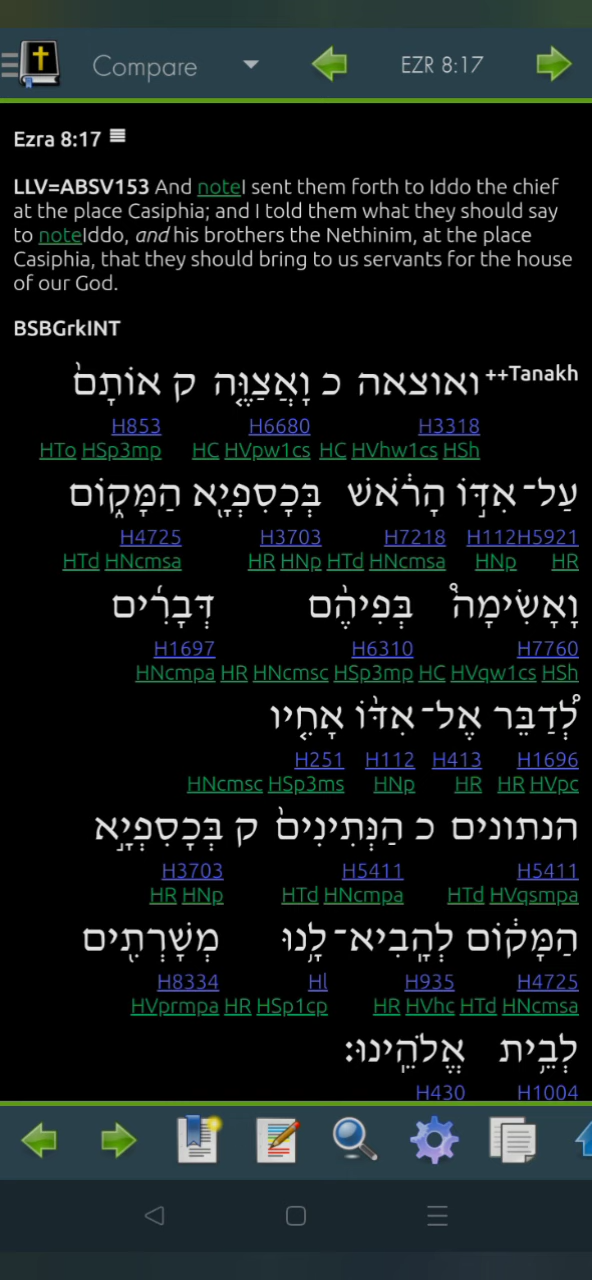 Compare
EZR 8:17
Ezra 8:17
LLV=ABSV153 And noteI sent them forth to Iddo the chief
at the place Casiphia; and I told them what they should say
to noteIddo, and his brothers the Nethinim, at the place
Casiphia, that they should bring to us servants for the house
of our God.
BSBGrkINT
++Tanakh ואוצאה כ וָאֲצַוֶּ֤ה ק אוֹתָם֙
H3318 H6680 H853
HTo HSp3mp HC HVpw1cs HC HVhw1cs HSh
עַל־ אִדּ֣וֹ הָרֹ֔אשׁ בְּכָסִפְיָ֖א הַמָּק֑וֹם
H5921 H112 H7218 H3703 H4725
HTd HNcmsa HR HNp HTd HNcmsa HNp HR
וָאָשִׂימָה֩ בְּפִיהֶ֨ם דְּבָרִ֜ים
H7760 H6310 H1697
HNcmpa HR HNcmsc HSp3mp HC HVqw1cs HSh
לְ֠דַבֵּר אֶל־ אִדּ֨וֹ אָחִ֤יו
H1696 H413 H112 H251
HNcmsc HSp3ms HNp HR HR HVpc
הנתונים כ הַנְּתִינִים֙ ק בְּכָסִפְיָ֣א
H5411 H5411 H3703
HR HNp HTd HNcmpa HTd HVqsmpa
הַמָּק֔וֹם לְהָֽבִיא־ לָ֥נוּ מְשָׁרְתִ֖ים
H4725 H935 Hl H8334
HVprmpa HR HSp1cp HR HVhc HTd HNcmsa
לְבֵ֥ית אֱלֹהֵֽינוּ׃
H1004 H430